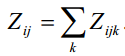 Z_{ij} = \sum_{k} Z_{ijk}.